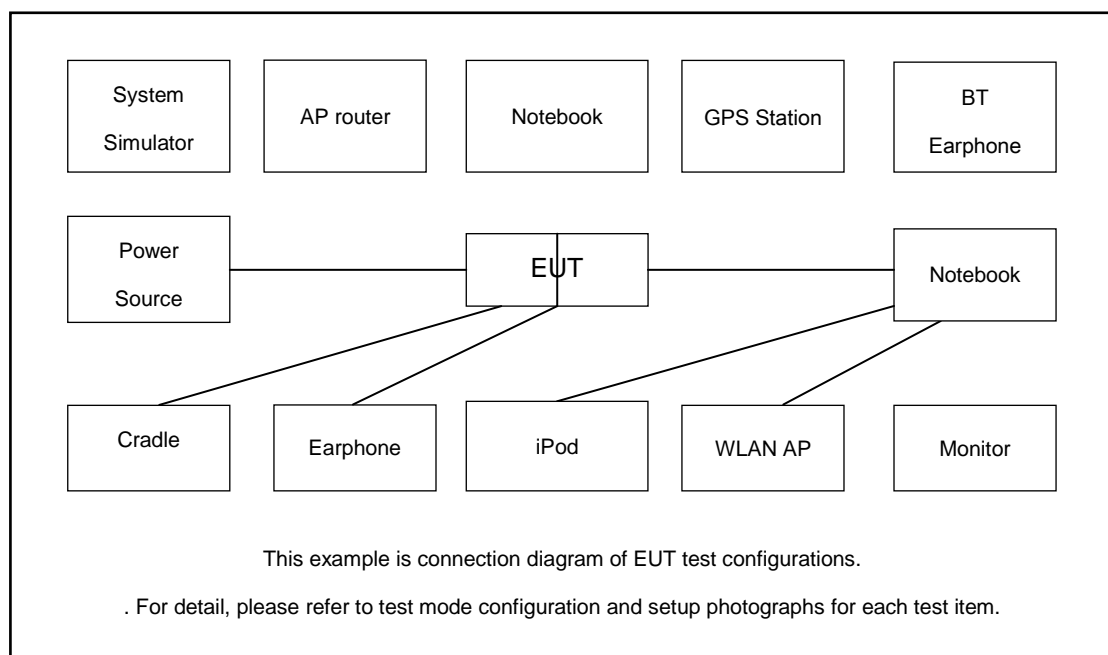 System
Simulator
AP router
Notebook
GPS Station
BT
Earphone
Power
Source
EUT
Notebook
Cradle
Earphone
iPod
WLAN AP
Monitor
This example is connection diagram of EUT test configurations.
. For detail, please refer to test mode configuration and setup photographs for each test item.